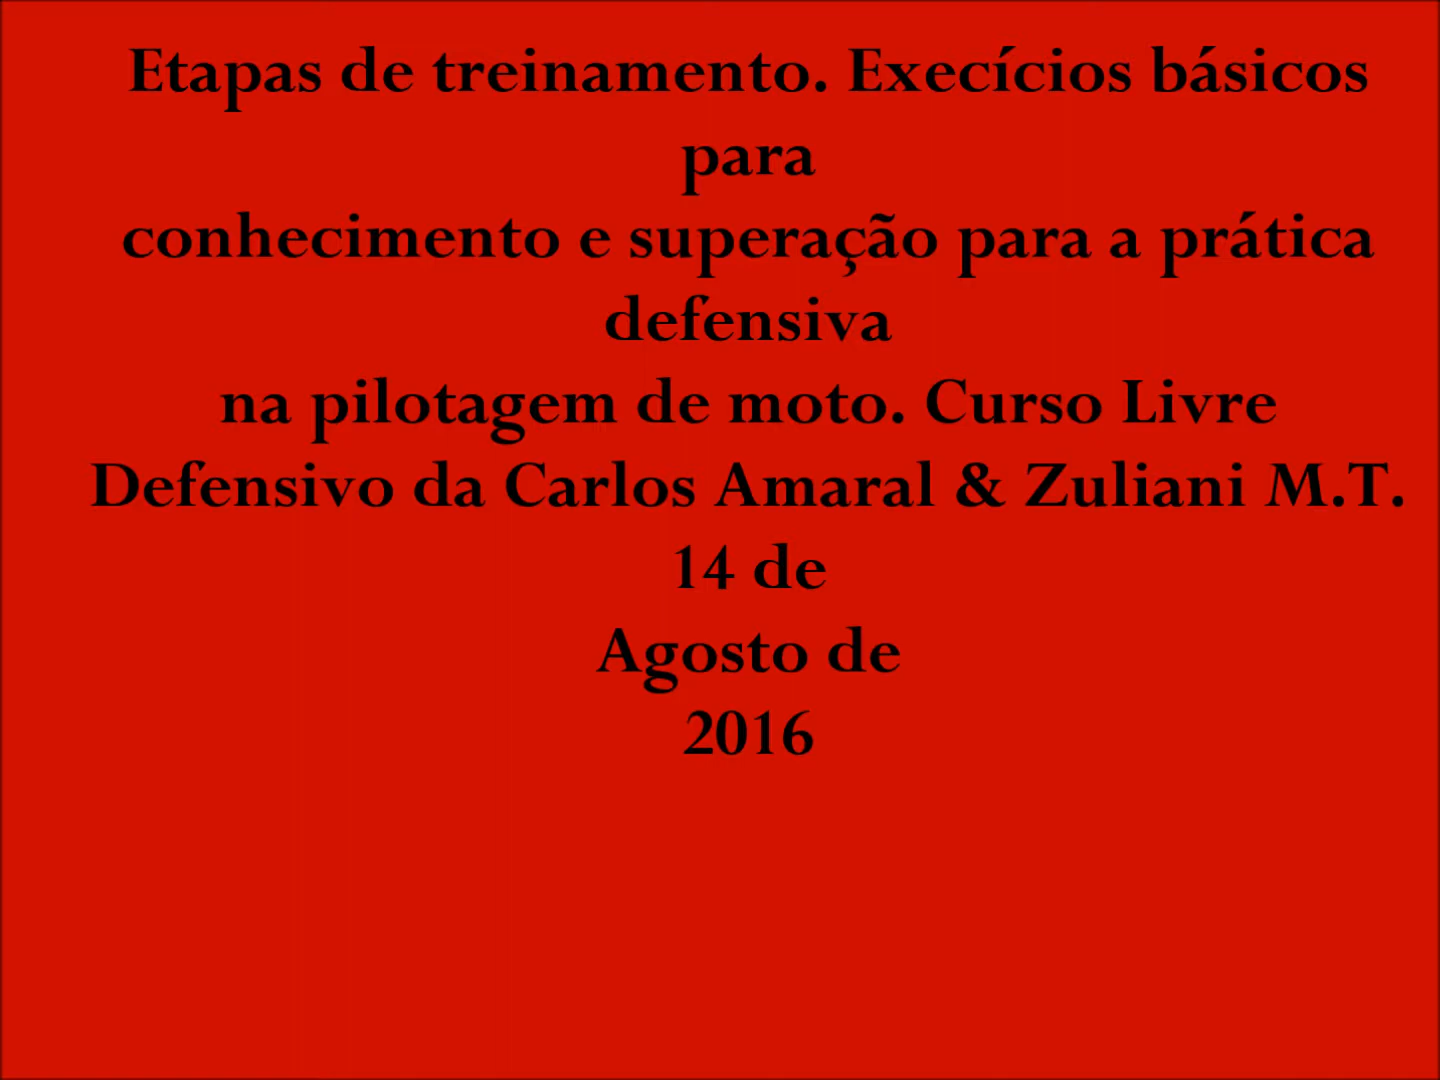 Etapas de treinamento. Execícios básicos
para
conhecimento e superação para a prática
defensiva
na pilotagem de moto. Curso Livre
Defensivo da Carlos Amaral & Zuliani M.T.
14 de
Agosto de
2016